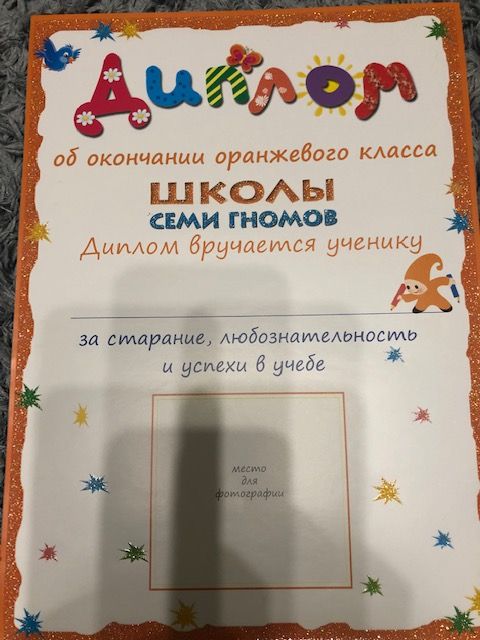 Диплом
об окончании оранжевого класса
ШКОЛЫ
СЕМИ ГНОМОВ
Диплом вручается ученику
за старание, любознательность
и успехи в учебе
место
для
фотографии